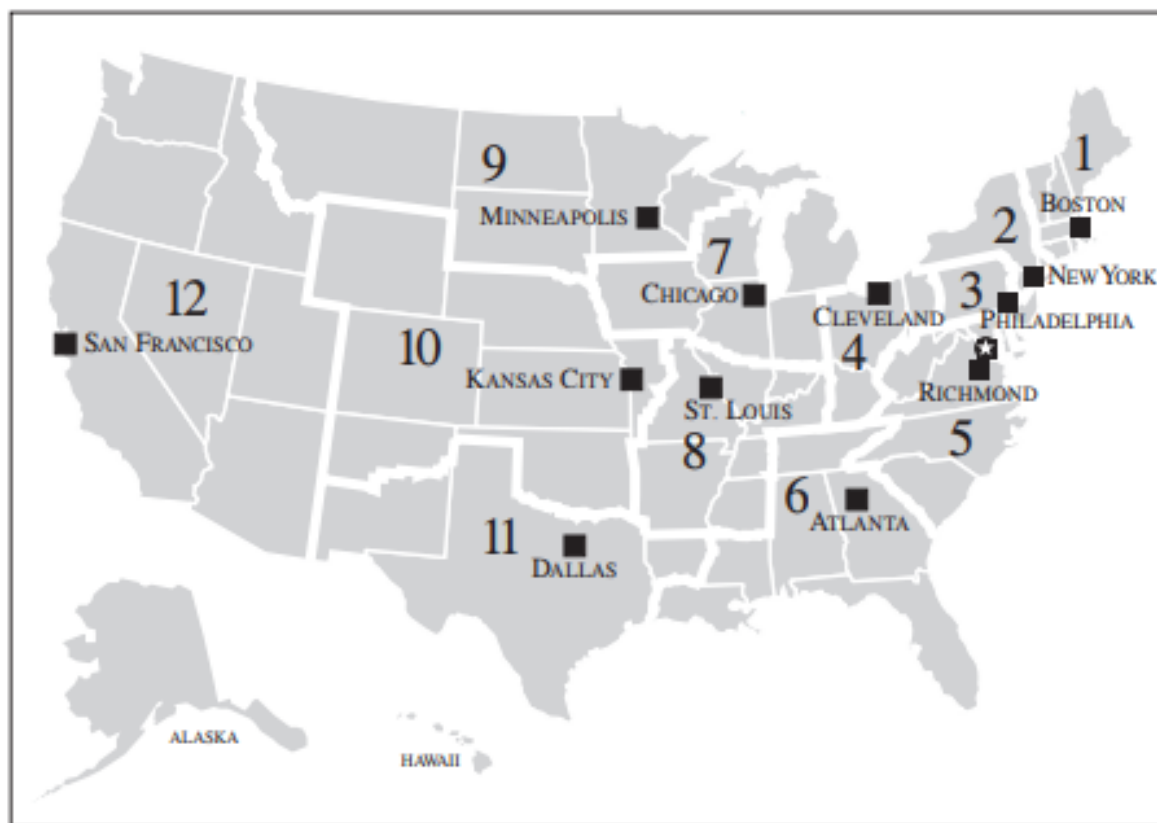 1
9
BOSTON
MINNEAPOLIS
2
7
NEW YORK
12
CHICAGO
3
CLEVELAND
PHILADELPHIA
SAN FRANCISCO
10
4
KANSAS CITY
RICHMOND
ST. LOUIS
8
5
6
ATLANTA
11
DALLAS
ALASKA
HAWAII